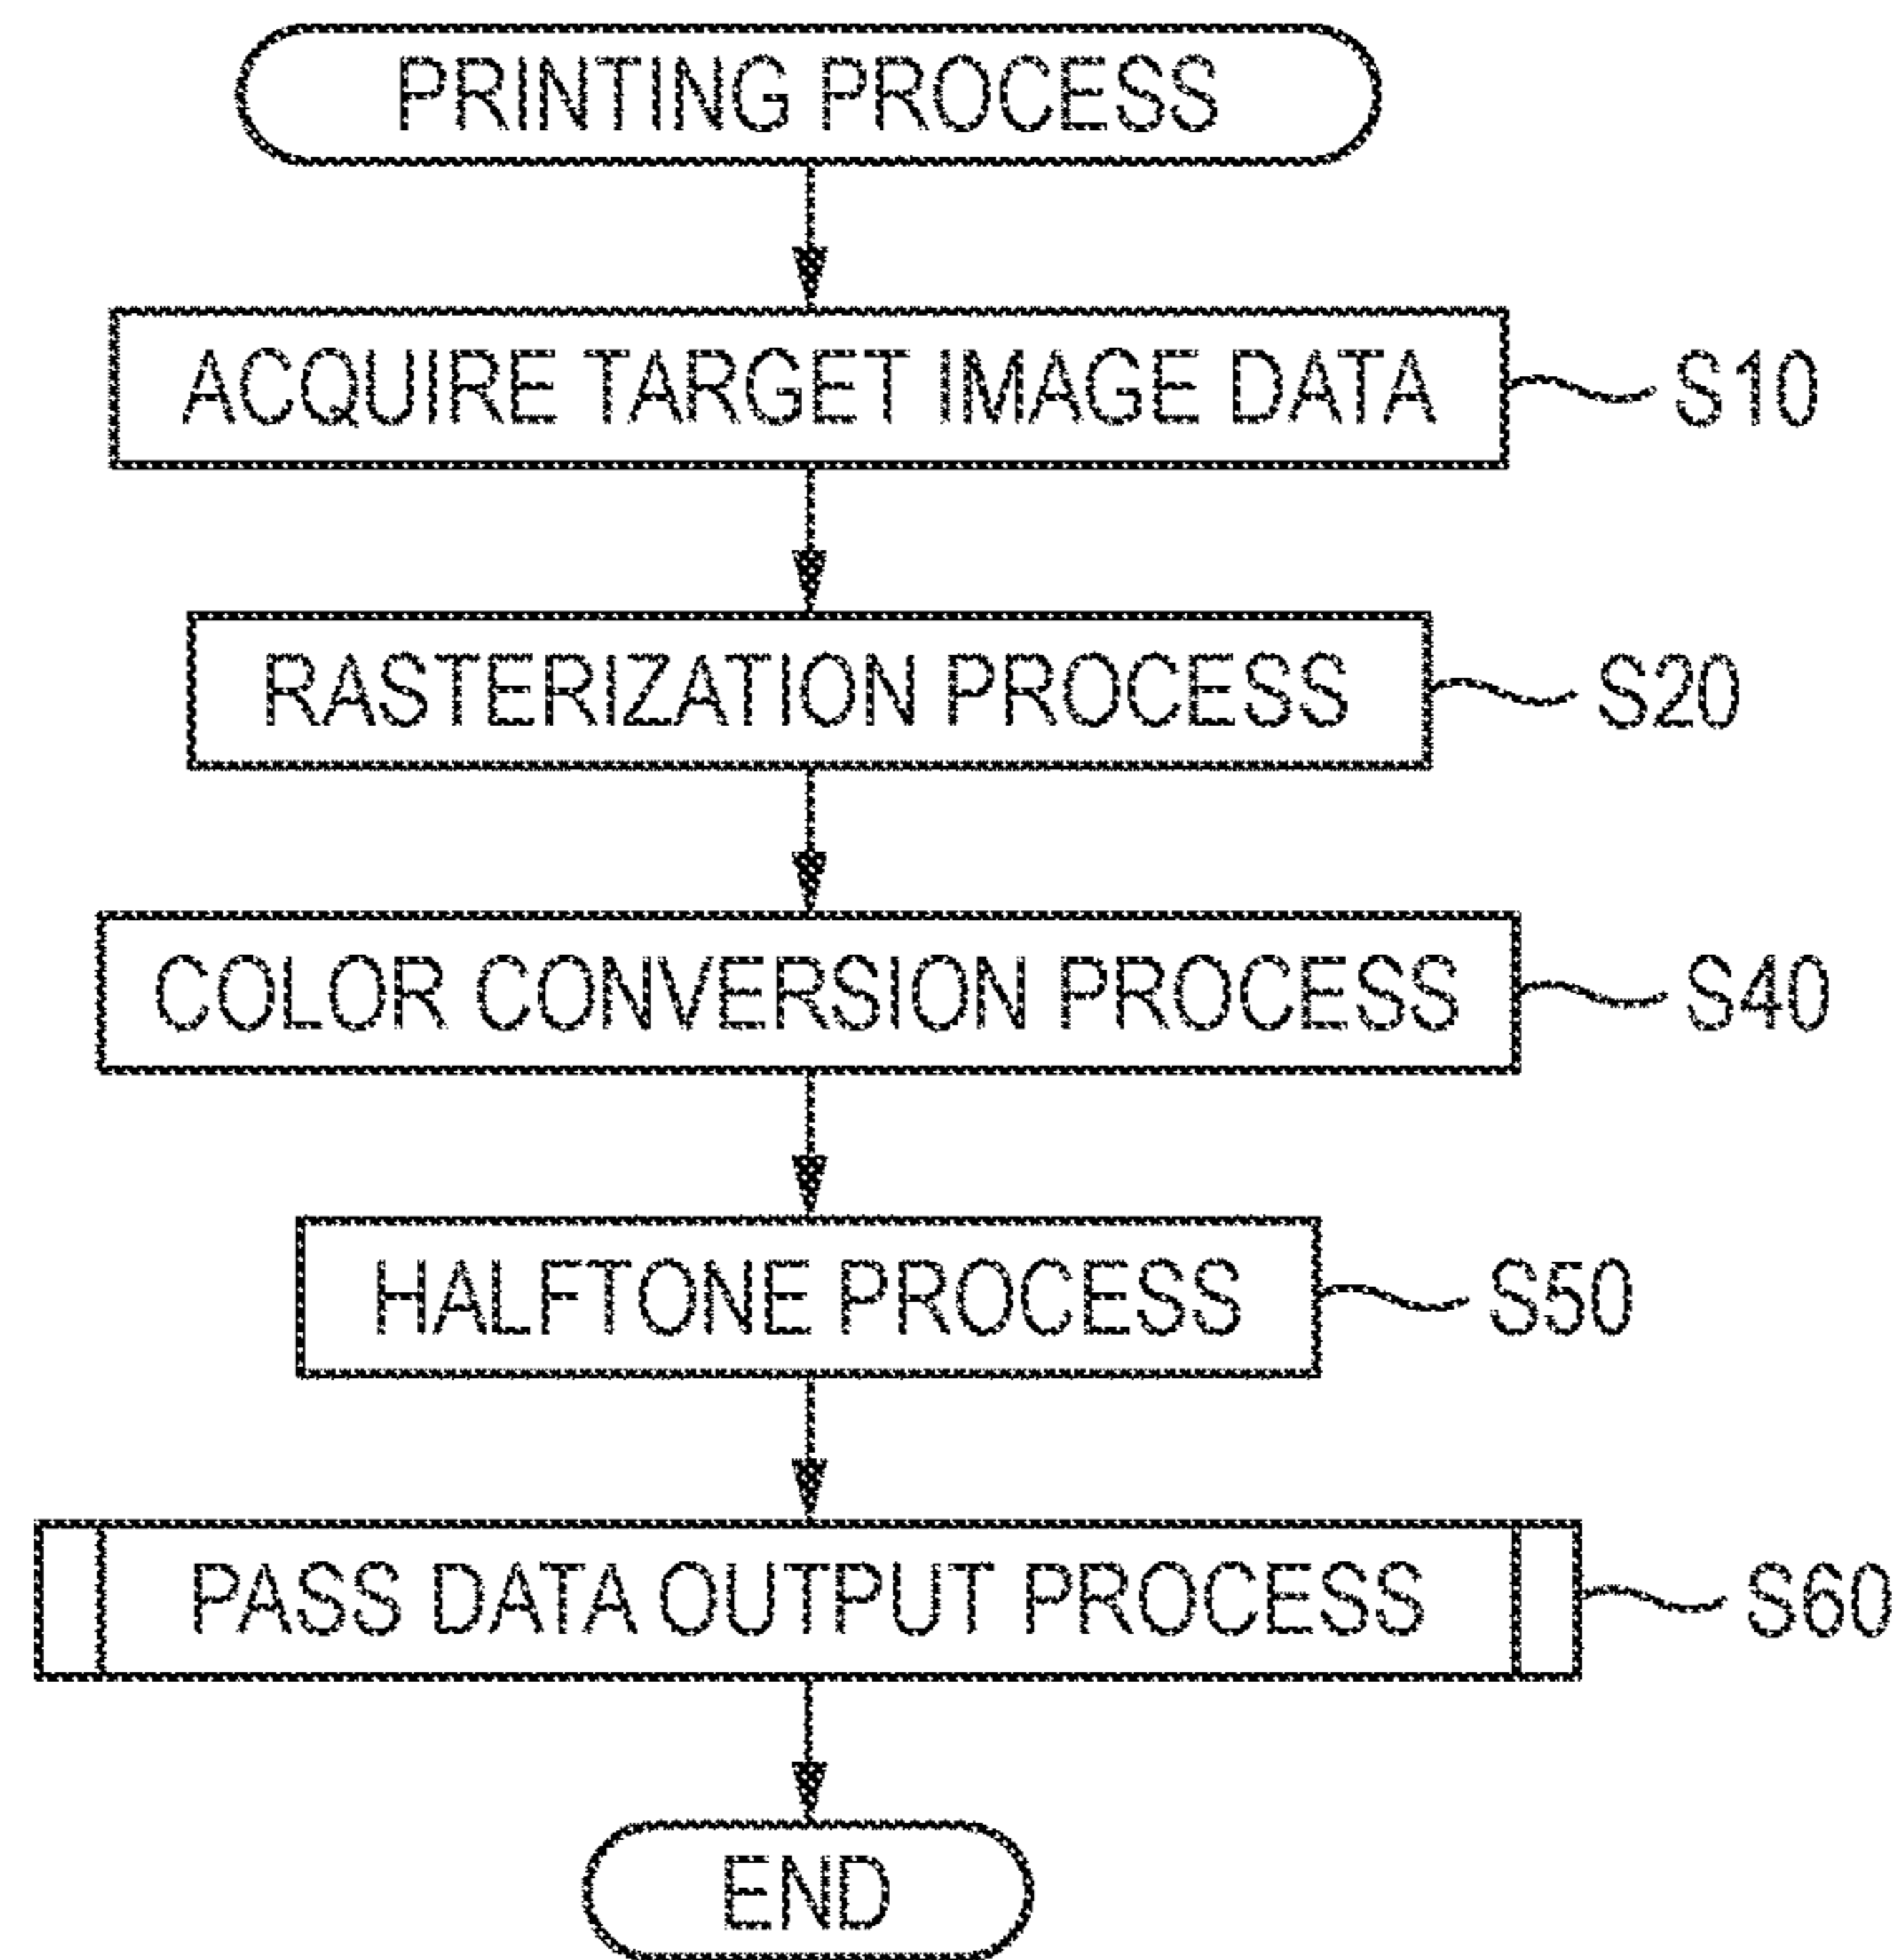 PRINTING PROCESS
ACQUIRE TARGET IMAGE DATA S10
RASTERIZATION PROCESS S20
COLOR CONVERSION PROCESS S40
HALFTONE PROCESS S50
PASS DATA OUTPUT PROCESS S60
END